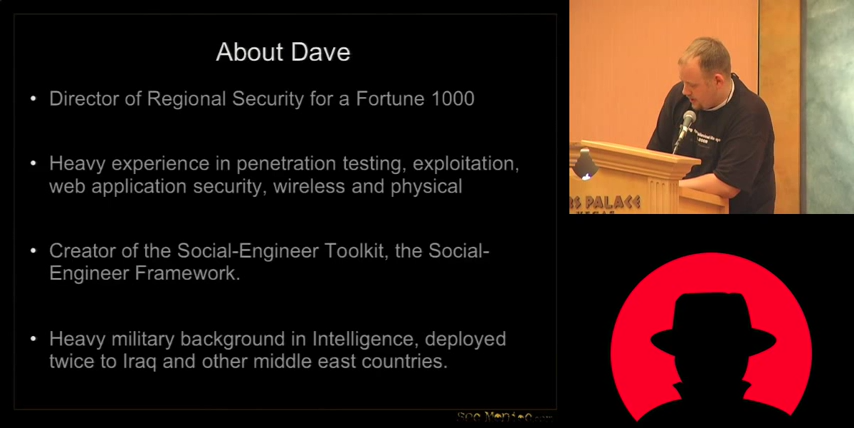 About Dave
• Director of Regional Security for a Fortune 1000
• Heavy experience in penetration testing, exploitation,
web application security, wireless and physical
• Creator of the Social-Engineer Toolkit, the Social-
Engineer Framework.
• Heavy military background in Intelligence, deployed
twice to Iraq and other middle east countries.
PALACE